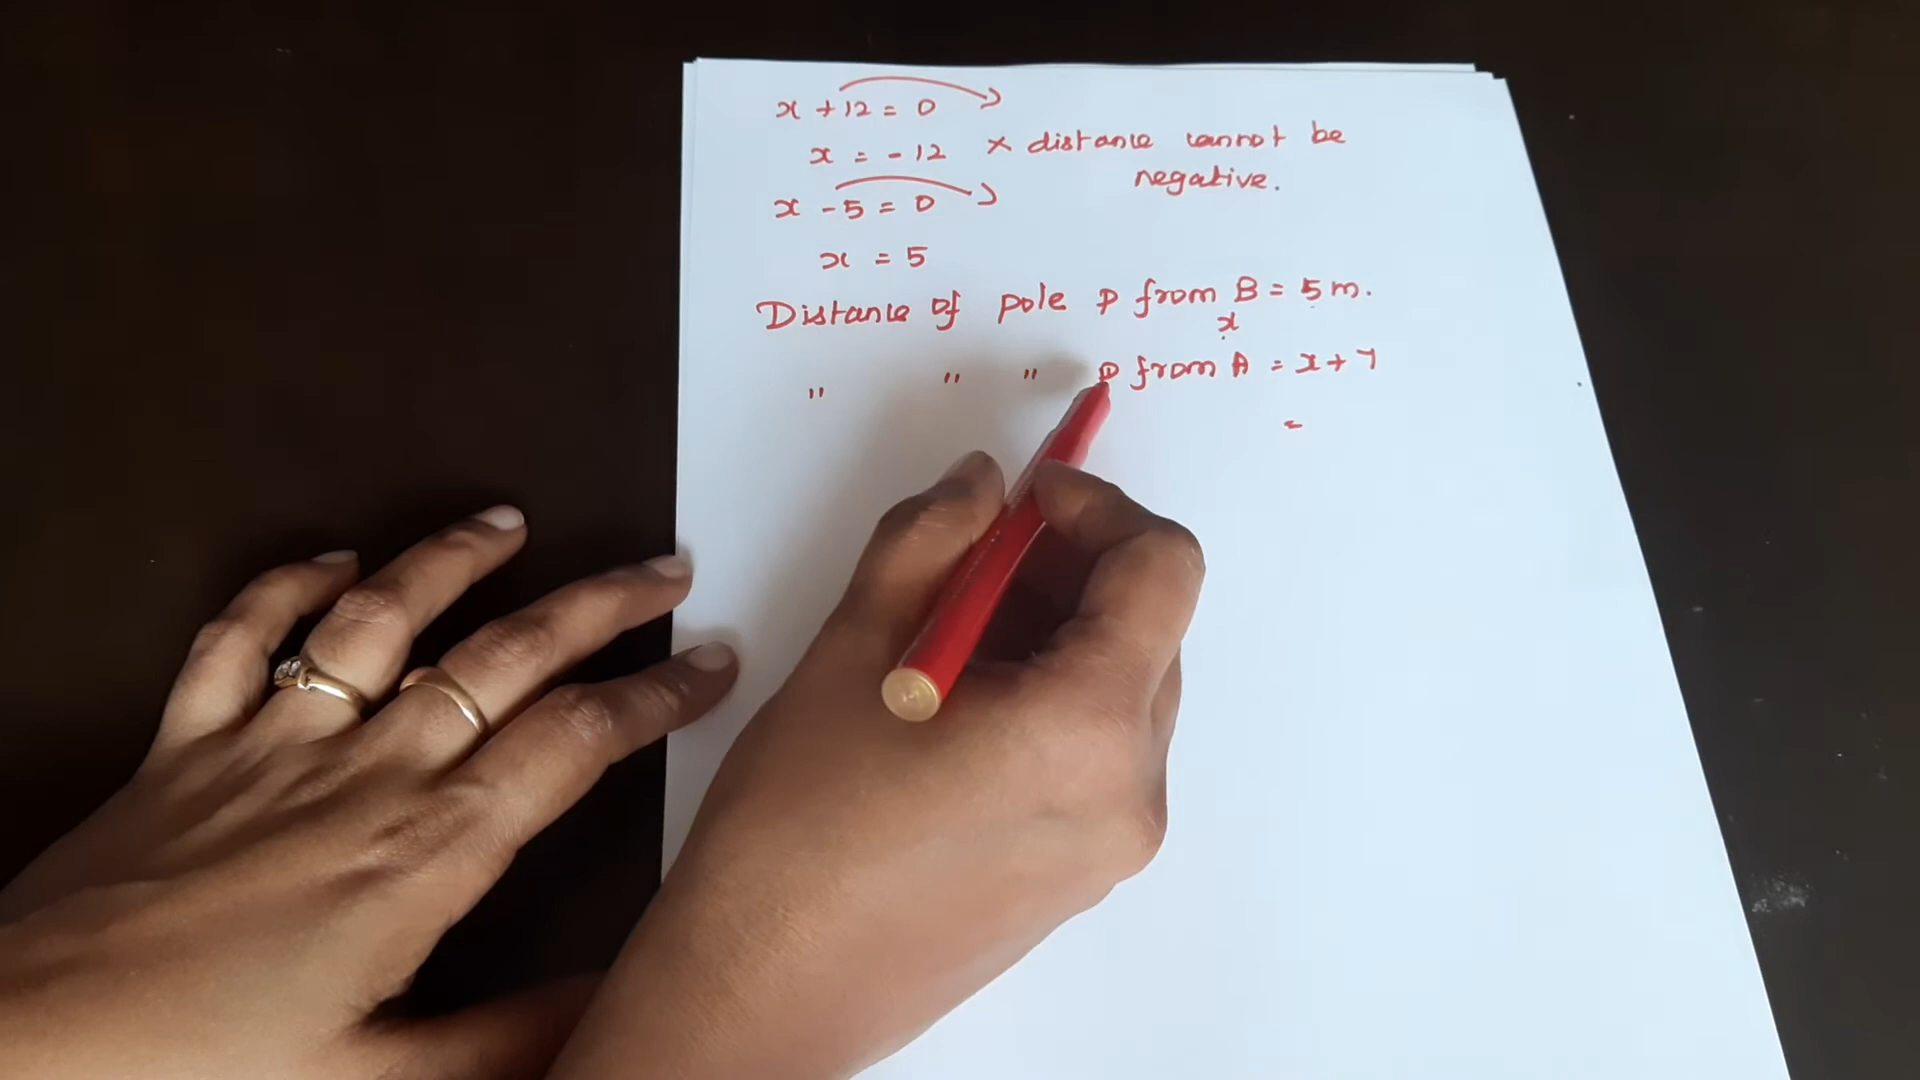 x + 12 = 0
x = - 12 × distance cannot be
negative.
x - 5 = 0
x = 5
Distance of pole P from B = 5 m.
x
" " " P from A = x + 7
=